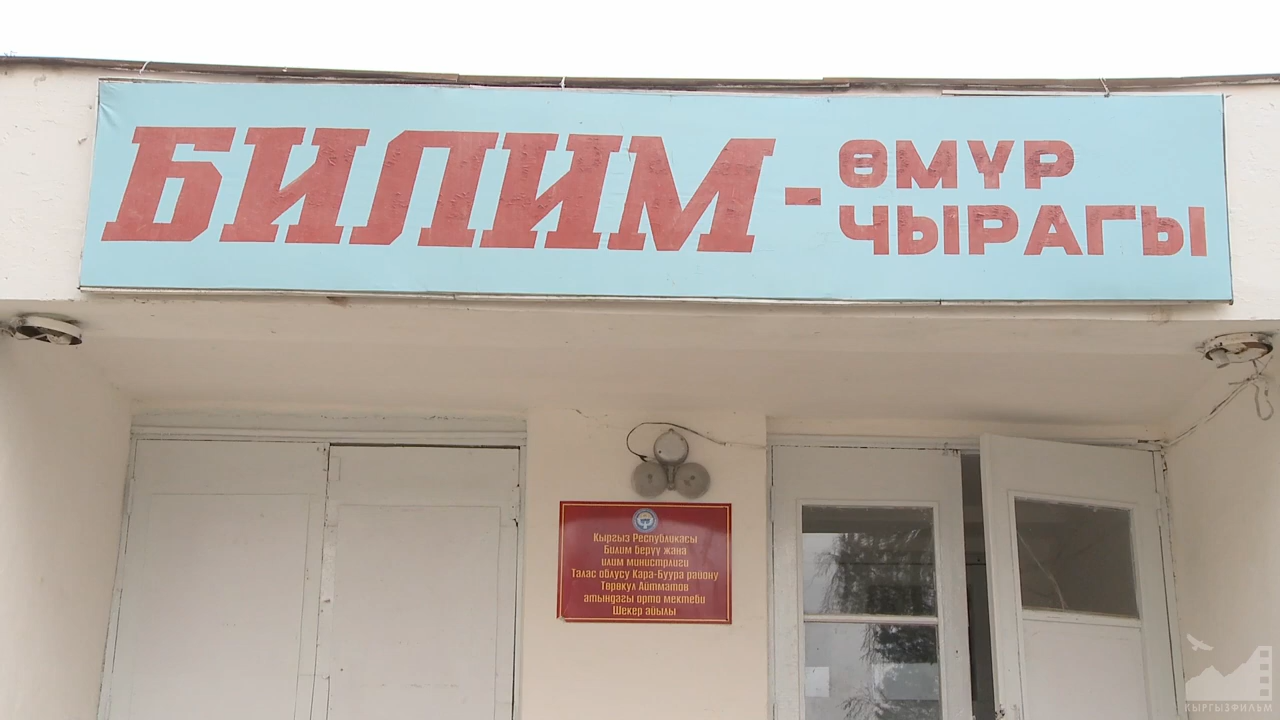 БИЛИМ - ӨМҮР
ЧЫРАГЫ
Кыргыз Республикасы
Билим берүү жана
илим министрлиги
Талас облусу Кара-Буура району
Төрөкул Айтматов
атындагы орто мектеби
Шекер айылы
КЫРГЫЗФИЛЬМ